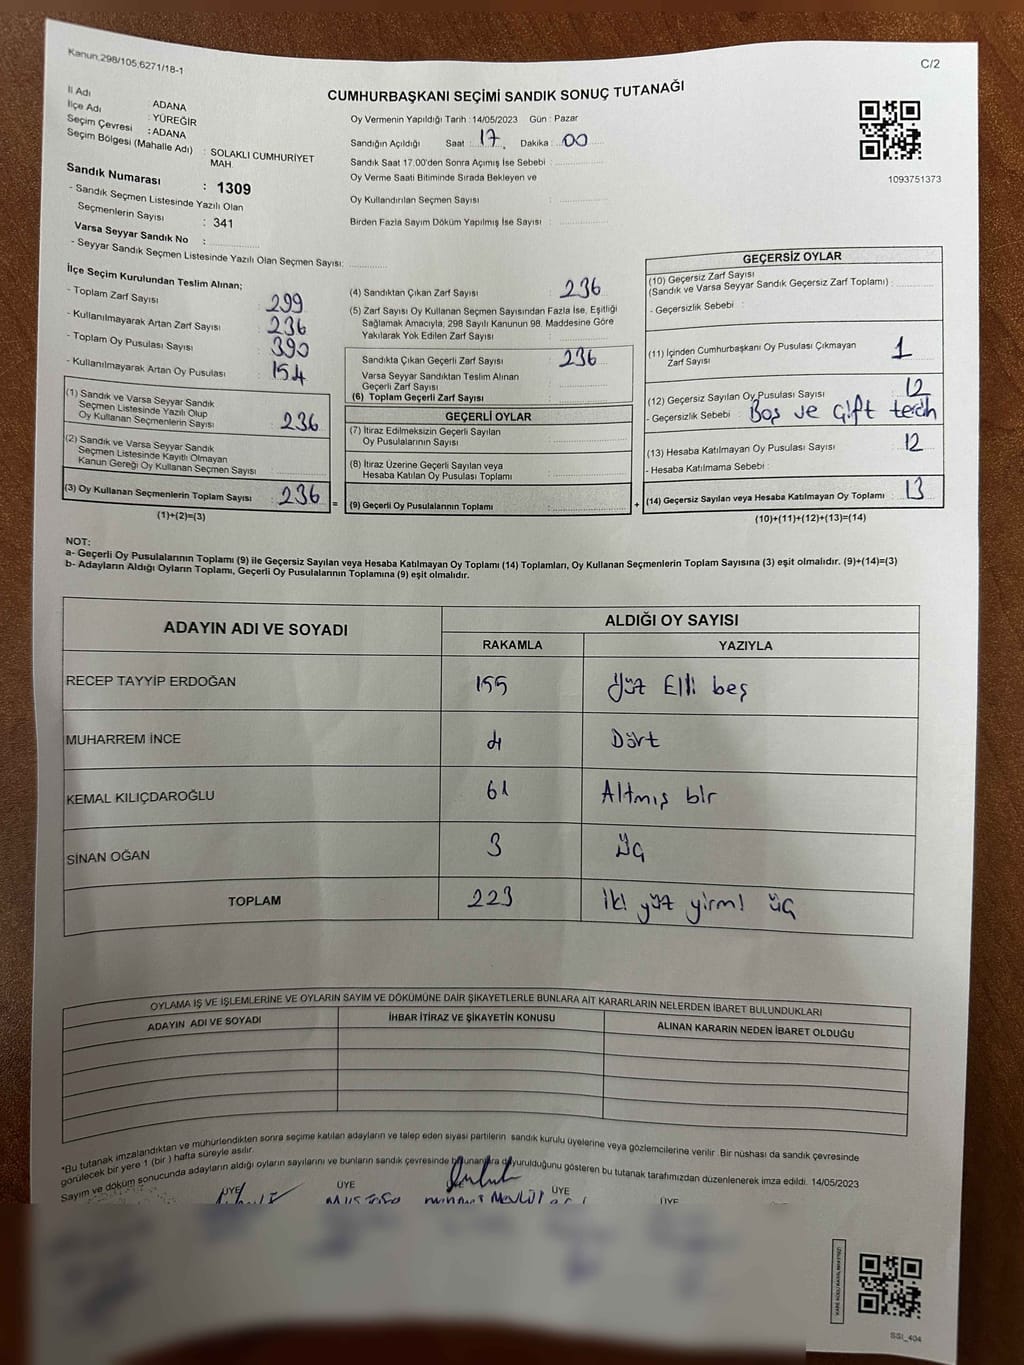 Kanun,298/105,6271/18-1
C/2
CUMHURBAŞKANI SEÇİMİ SANDIK SONUÇ TUTANAĞI
İl Adı : ADANA
İlçe Adı : YÜREĞİR
Seçim Çevresi : ADANA
Seçim Bölgesi (Mahalle Adı) : SOLAKLI CUMHURİYET MAH.
Sandık Numarası : 1309
- Sandık Seçmen Listesinde Yazılı Olan
Seçmenlerin Sayısı : 341
Varsa Seyyar Sandık No :
- Seyyar Sandık Seçmen Listesinde Yazılı Olan Seçmen Sayısı:
Oy Vermenin Yapıldığı Tarih : 14/05/2023 Gün : Pazar
Sandığın Açıldığı Saat : 17. Dakika : 00
Sandık Saat 17.00'den Sonra Açımış İse Sebebi :
Oy Verme Saati Bitiminde Sırada Bekleyen ve
Oy Kullandırılan Seçmen Sayısı :
Birden Fazla Sayım Döküm Yapılmış İse Sayısı :
1093751373
İlçe Seçim Kurulundan Teslim Alınan;
- Toplam Zarf Sayısı : 299
- Kullanılmayarak Artan Zarf Sayısı : 236
- Toplam Oy Pusulası Sayısı : 390
- Kullanılmayarak Artan Oy Pusulası : 154
(1) Sandık ve Varsa Seyyar Sandık
Seçmen Listesinde Yazılı Olup
Oy Kullanan Seçmenlerin Sayısı : 236
(2) Sandık ve Varsa Seyyar Sandık
Seçmen Listesinde Kayıtlı Olmayan
Kanun Gereği Oy Kullanan Seçmen Sayısı :
(3) Oy Kullanan Seçmenlerin Toplam Sayısı : 236 =
(1)+(2)=(3)
(4) Sandıktan Çıkan Zarf Sayısı : 236
(5) Zarf Sayısı Oy Kullanan Seçmen Sayısından Fazla İse, Eşitliği
Sağlamak Amacıyla, 298 Sayılı Kanunun 98. Maddesine Göre
Yakılarak Yok Edilen Zarf Sayısı :
Sandıkta Çıkan Geçerli Zarf Sayısı : 236
Varsa Seyyar Sandıktan Teslim Alınan
Geçerli Zarf Sayısı :
(6) Toplam Geçerli Zarf Sayısı :
GEÇERLİ OYLAR
(7) İtiraz Edilmeksizin Geçerli Sayılan
Oy Pusulalarının Sayısı :
(8) İtiraz Üzerine Geçerli Sayılan veya
Hesaba Katılan Oy Pusulası Toplamı :
(9) Geçerli Oy Pusulalarının Toplamı : +
GEÇERSİZ OYLAR
(10) Geçersiz Zarf Sayısı
(Sandık ve Varsa Seyyar Sandık Geçersiz Zarf Toplamı) :
- Geçersizlik Sebebi :
(11) İçinden Cumhurbaşkanı Oy Pusulası Çıkmayan
Zarf Sayısı : 1
(12) Geçersiz Sayılan Oy Pusulası Sayısı : 12
- Geçersizlik Sebebi : Boş ve çift tercih
(13) Hesaba Katılmayan Oy Pusulası Sayısı : 12
- Hesaba Katılmama Sebebi :
(14) Geçersiz Sayılan veya Hesaba Katılmayan Oy Toplamı : 13
(10)+(11)+(12)+(13)=(14)
NOT:
a- Geçerli Oy Pusulalarının Toplamı (9) ile Geçersiz Sayılan veya Hesaba Katılmayan Oy Toplamı (14) Toplamları, Oy Kullanan Seçmenlerin Toplam Sayısına (3) eşit olmalıdır. (9)+(14)=(3)
b- Adayların Aldığı Oyların Toplamı, Geçerli Oy Pusulalarının Toplamına (9) eşit olmalıdır.
ADAYIN ADI VE SOYADI ALDIĞI OY SAYISI
RAKAMLA YAZIYLA
RECEP TAYYİP ERDOĞAN 155 Yüz Elli beş
MUHARREM İNCE 4 Dört
KEMAL KILIÇDAROĞLU 61 Altmış bir
SİNAN OĞAN 3 Üç
TOPLAM 223 İki yüz yirmi üç
OYLAMA İŞ VE İŞLEMLERİNE VE OYLARIN SAYIM VE DÖKÜMÜNE DAİR ŞİKAYETLERLE BUNLARA AİT KARARLARIN NELERDEN İBARET BULUNDUKLARI
ADAYIN ADI VE SOYADI İHBAR İTİRAZ VE ŞİKAYETİN KONUSU ALINAN KARARIN NEDEN İBARET OLDUĞU
*Bu tutanak imzalandıktan ve mühürlendikten sonra seçime katılan adayların ve talep eden siyasi partilerin sandık kurulu üyelerine veya gözlemcilerine verilir. Bir nüshası da sandık çevresinde
görülecek bir yere 1 (bir ) hafta süreyle asılır.
Sayım ve döküm sonucunda adayların aldığı oyların sayılarını ve bunların sandık çevresinde duyurulduğunu gösteren bu tutanak tarafımızdan düzenlenerek imza edildi. 14/05/2023
ÜYE ÜYE ÜYE ÜYE ÜYE
SSI_404